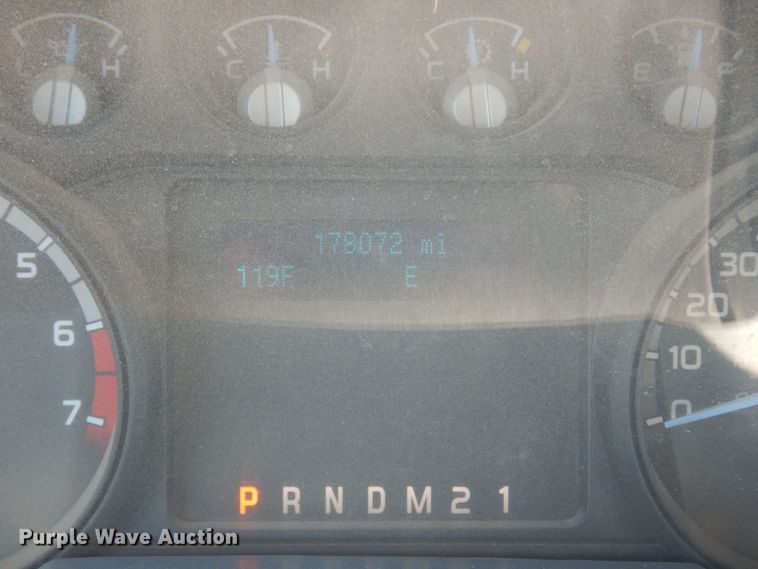 L H C H C H E F
178072 mi
119F E
5
6
7
30
20
10
0
P R N D M 2 1
Purple Wave Auction